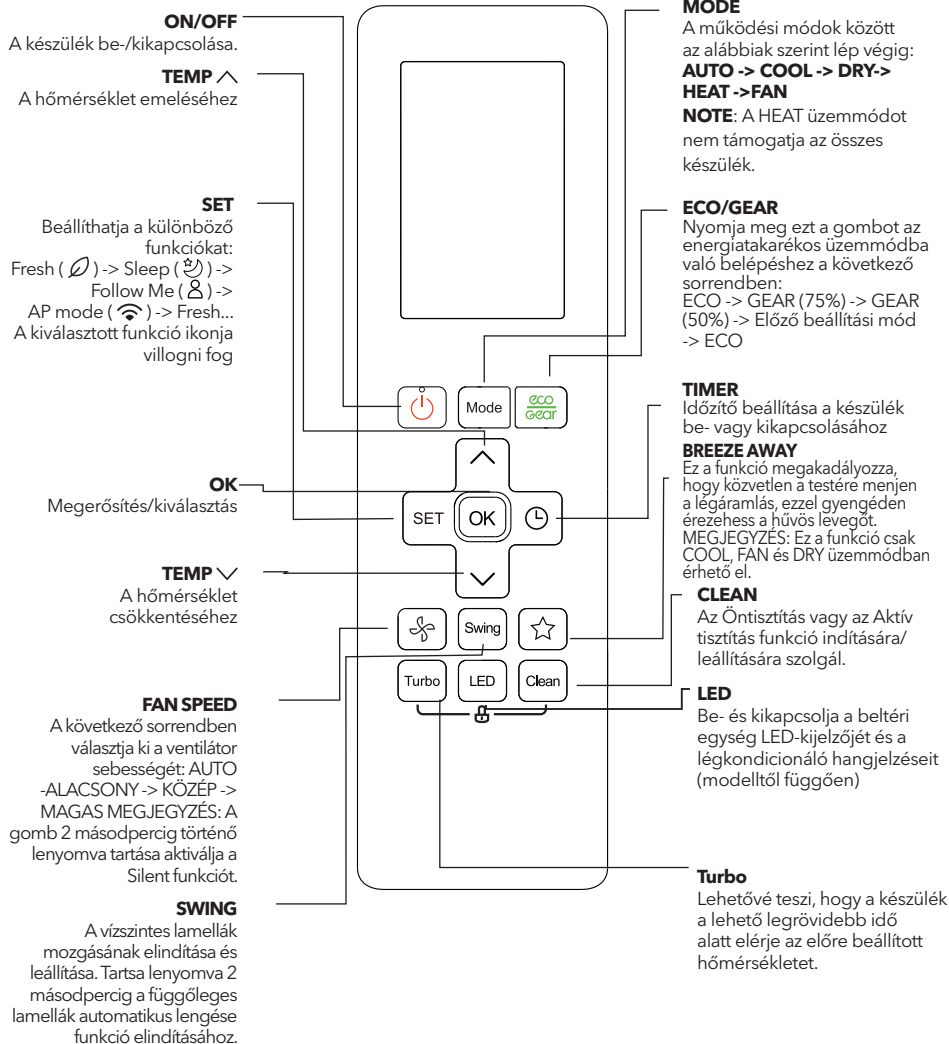 ON/OFF
A készülék be-/kikapcsolása.
TEMP
A hőmérséklet emeléséhez
SET
Beállíthatja a különböző
funkciókat:
Fresh ( ) -> Sleep ( ) ->
Follow Me ( ) ->
AP mode ( ) -> Fresh...
A kiválasztott funkció ikonja
villogni fog
OK
Megerősítés/kiválasztás
TEMP
A hőmérséklet
csökkentéséhez
FAN SPEED
A következő sorrendben
választja ki a ventilátor
sebességét: AUTO
-ALACSONY -> KÖZÉP ->
MAGAS MEGJEGYZÉS: A
gomb 2 másodpercig történő
lenyomva tartása aktiválja a
Silent funkciót.
SWING
A vízszintes lamellák
mozgásának elindítása és
leállítása. Tartsa lenyomva 2
másodpercig a függőleges
lamellák automatikus lengése
funkció elindításához.
Mode
eco
Gear
SET
OK
Swing
Turbo
LED
Clean
MODE
A működési módok között
az alábbiak szerint lép végig:
AUTO -> COOL -> DRY->
HEAT ->FAN
NOTE: A HEAT üzemmódot
nem támogatja az összes
készülék.
ECO/GEAR
Nyomja meg ezt a gombot az
energiatakarékos üzemmódba
való belépéshez a következő
sorrendben:
ECO -> GEAR (75%) -> GEAR
(50%) -> Előző beállítási mód
-> ECO
TIMER
Időzítő beállítása a készülék
be- vagy kikapcsolásához
BREEZE AWAY
Ez a funkció megakadályozza,
hogy közvetlen a testére menjen
a légáramlás, ezzel gyengéden
érezehess a hűvös levegőt.
MEGJEGYZÉS: Ez a funkció csak
COOL, FAN és DRY üzemmódban
érhető el.
CLEAN
Az Öntisztítás vagy az Aktív
tisztítás funkció indítására/
leállítására szolgál.
LED
Be- és kikapcsolja a beltéri
egység LED-kijelzőjét és a
légkondicionáló hangjelzéseit
(modelltől függően)
Turbo
Lehetővé teszi, hogy a készülék
a lehető legrövidebb idő
alatt elérje az előre beállított
hőmérsékletet.